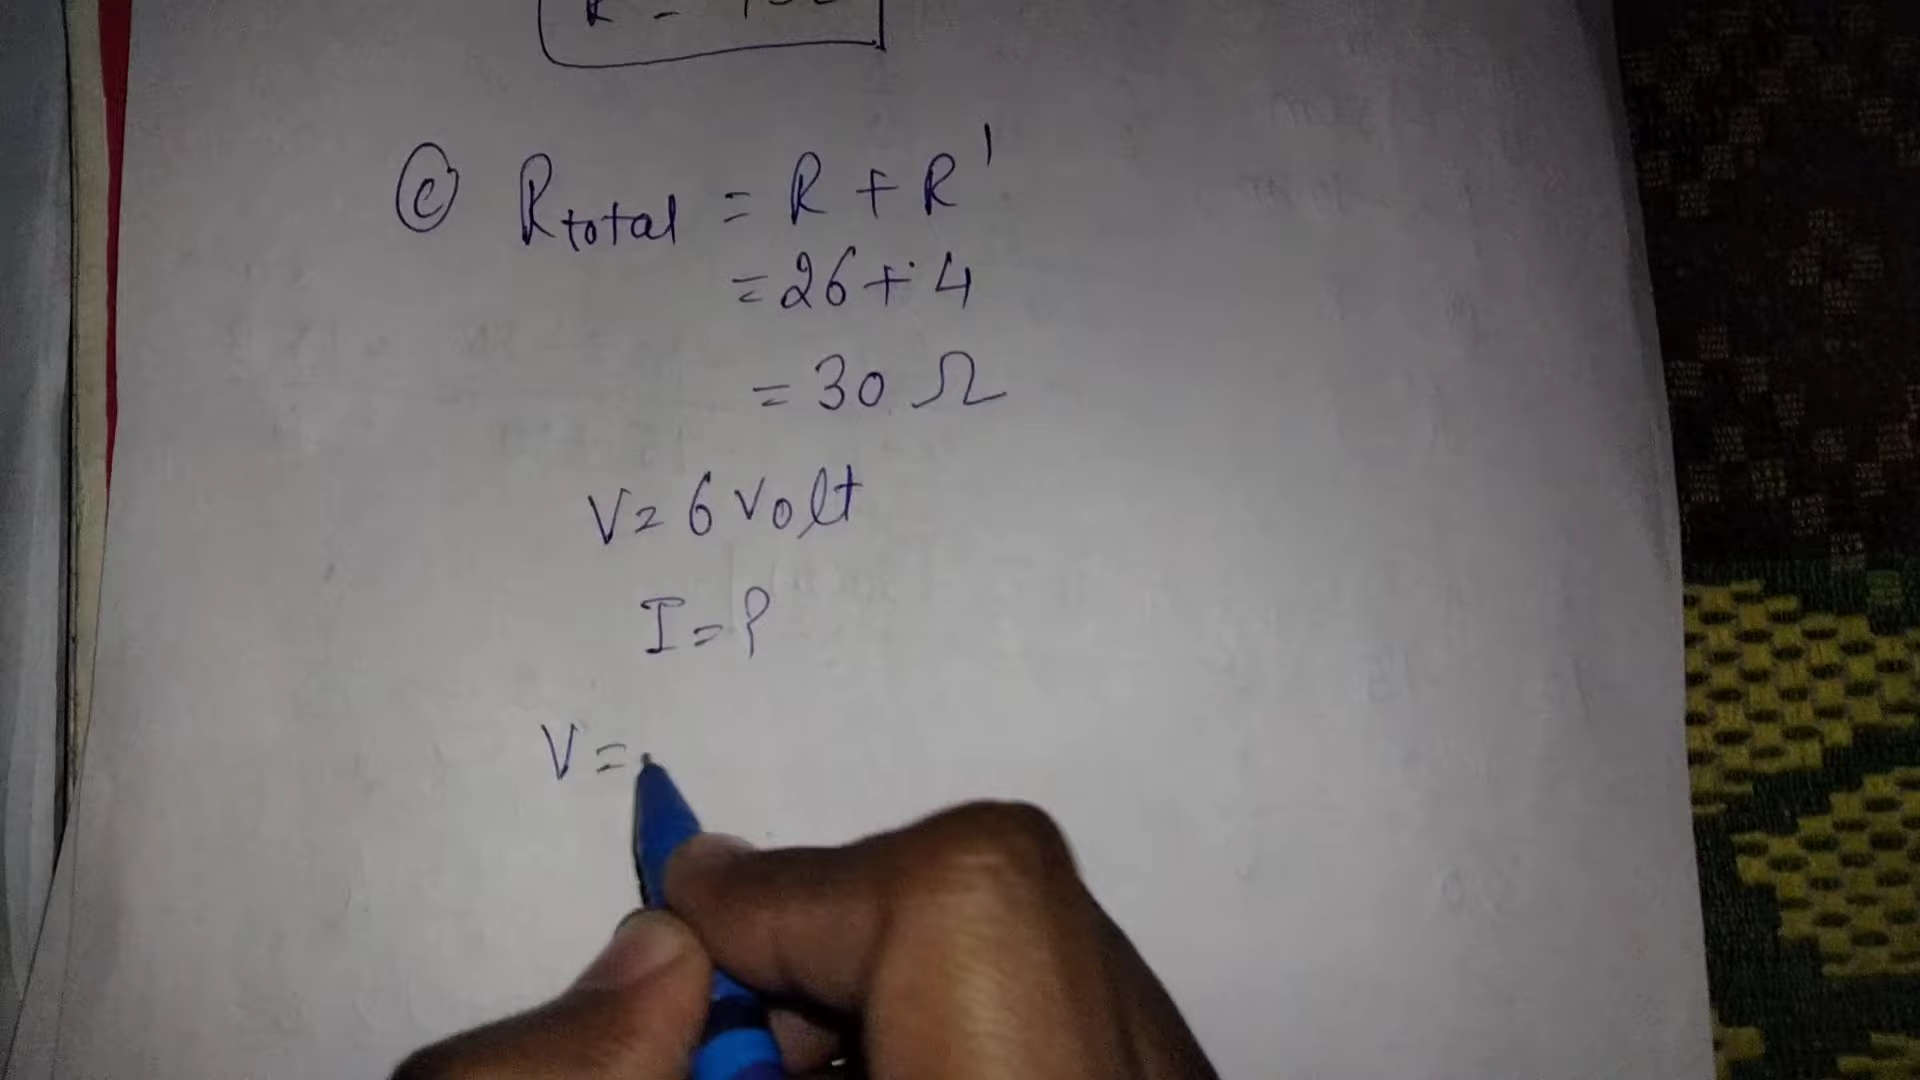 (c) Rtotal = R + R'
= 26 + 4
= 30 Ω
V = 6 Volt
I = ?
V =